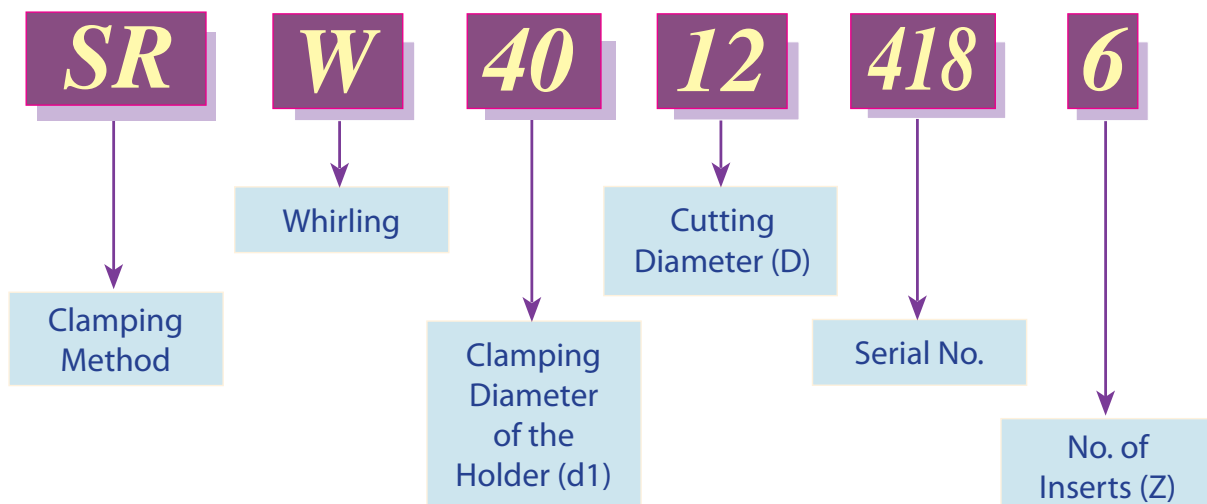 SR W 40 12 418 6
Whirling
Cutting
Diameter (D)
Clamping
Method
Clamping
Diameter
of the
Holder (d1)
Serial No.
No. of
Inserts (Z)